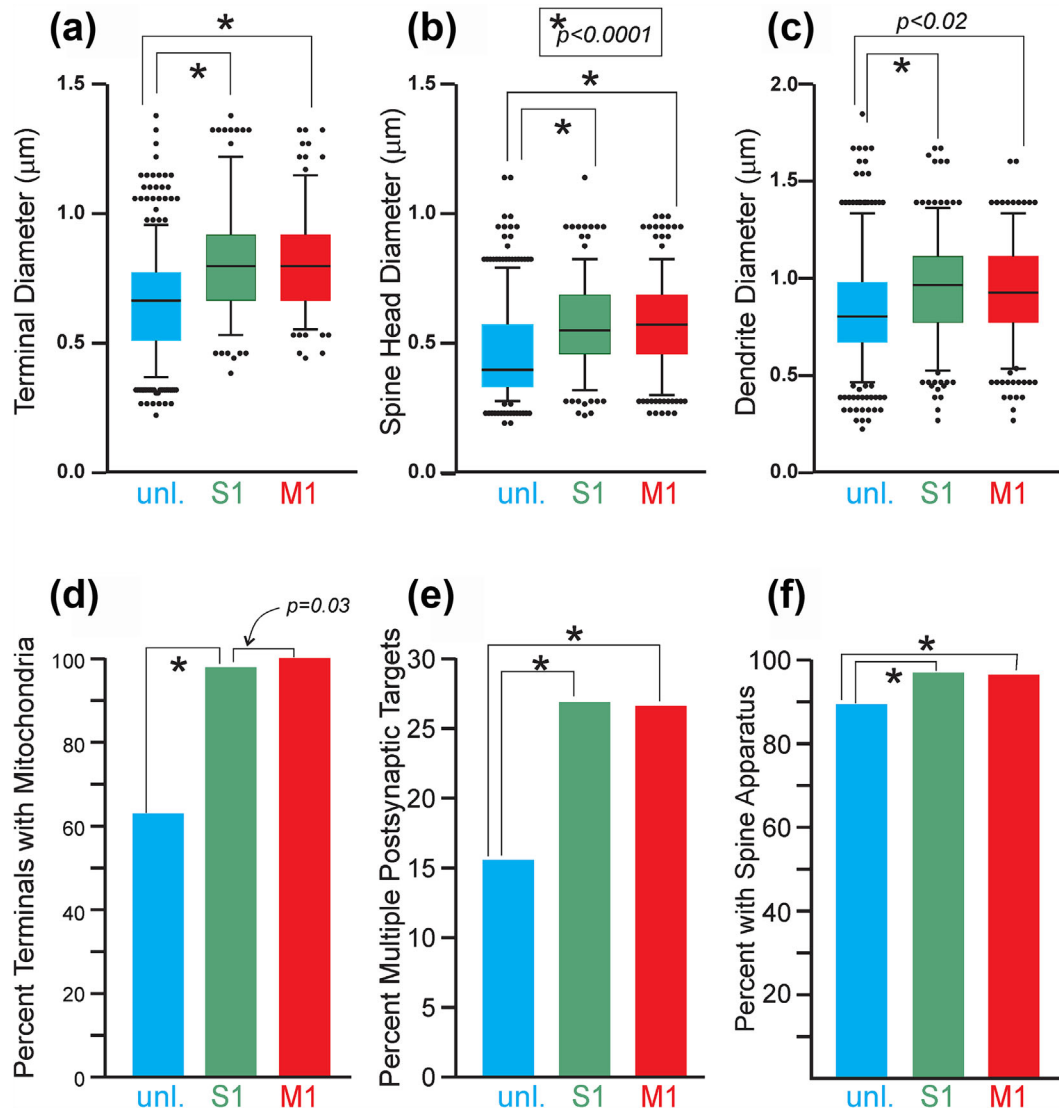 (a)
*
*
Terminal Diameter (µm)
1.5
1.0
0.5
0.0
unl. S1 M1
(b)
* p<0.0001
*
*
Spine Head Diameter (µm)
1.5
1.0
0.5
0.0
unl. S1 M1
(c)
p<0.02
*
Dendrite Diameter (µm)
2.0
1.5
1.0
0.5
0.0
unl. S1 M1
(d)
p=0.03
*
Percent Terminals with Mitochondria
100
80
60
40
20
0
unl. S1 M1
(e)
*
*
Percent Multiple Postsynaptic Targets
30
25
20
15
10
5
0
unl. S1 M1
(f)
*
*
Percent with Spine Apparatus
100
80
60
40
20
unl. S1 M1